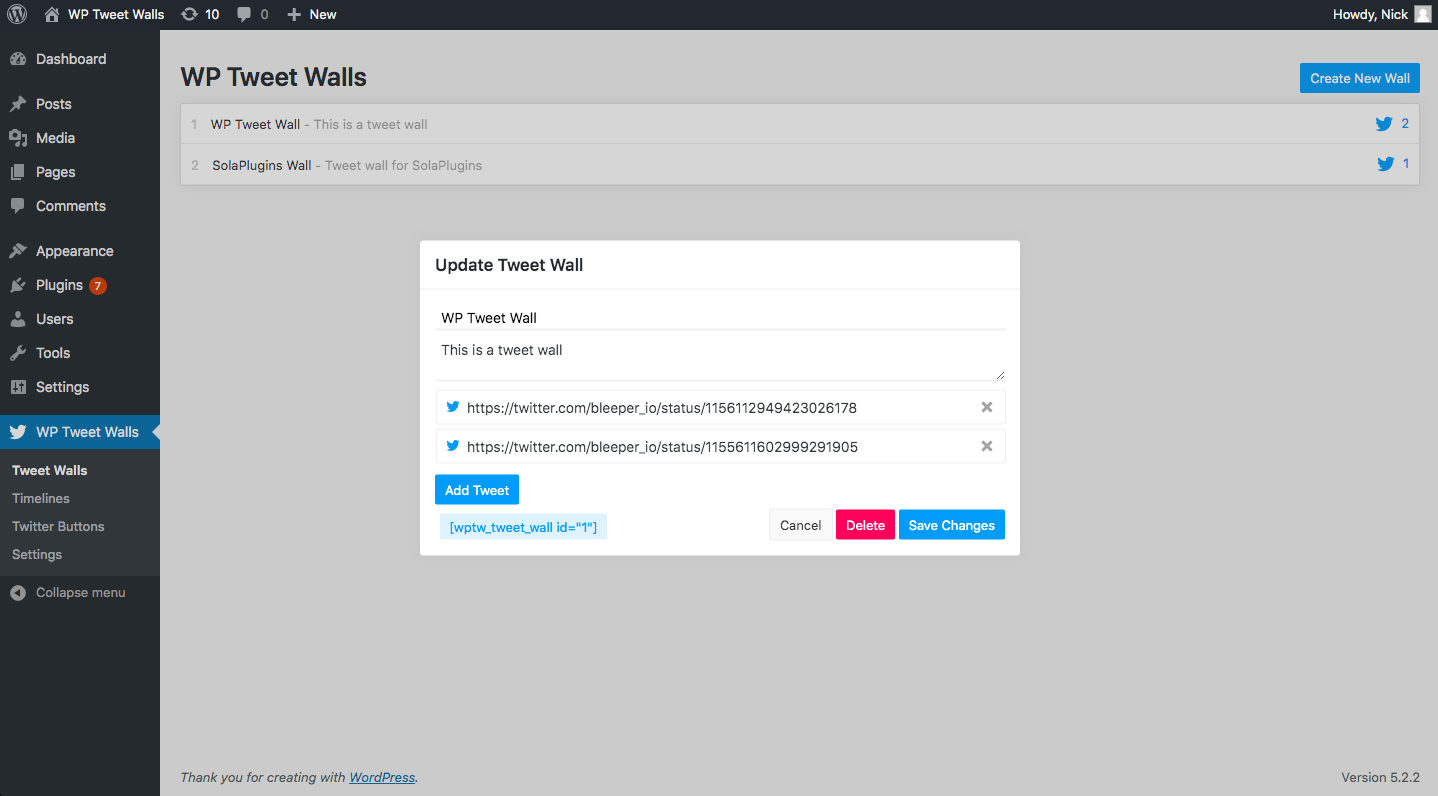 WP Tweet Walls 10 0 New Howdy, Nick
Dashboard
Posts
Media
Pages
Comments
Appearance
Plugins 7
Users
Tools
Settings
WP Tweet Walls
Tweet Walls
Timelines
Twitter Buttons
Settings
Collapse menu
WP Tweet Walls
Create New Wall
1 WP Tweet Wall - This is a tweet wall 2
2 SolaPlugins Wall - Tweet wall for SolaPlugins 1
Update Tweet Wall
WP Tweet Wall
This is a tweet wall
https://twitter.com/bleeper_io/status/1156112949423026178
https://twitter.com/bleeper_io/status/1155611602999291905
Add Tweet
[wptw_tweet_wall id="1"]
Cancel Delete Save Changes
Thank you for creating with WordPress. Version 5.2.2